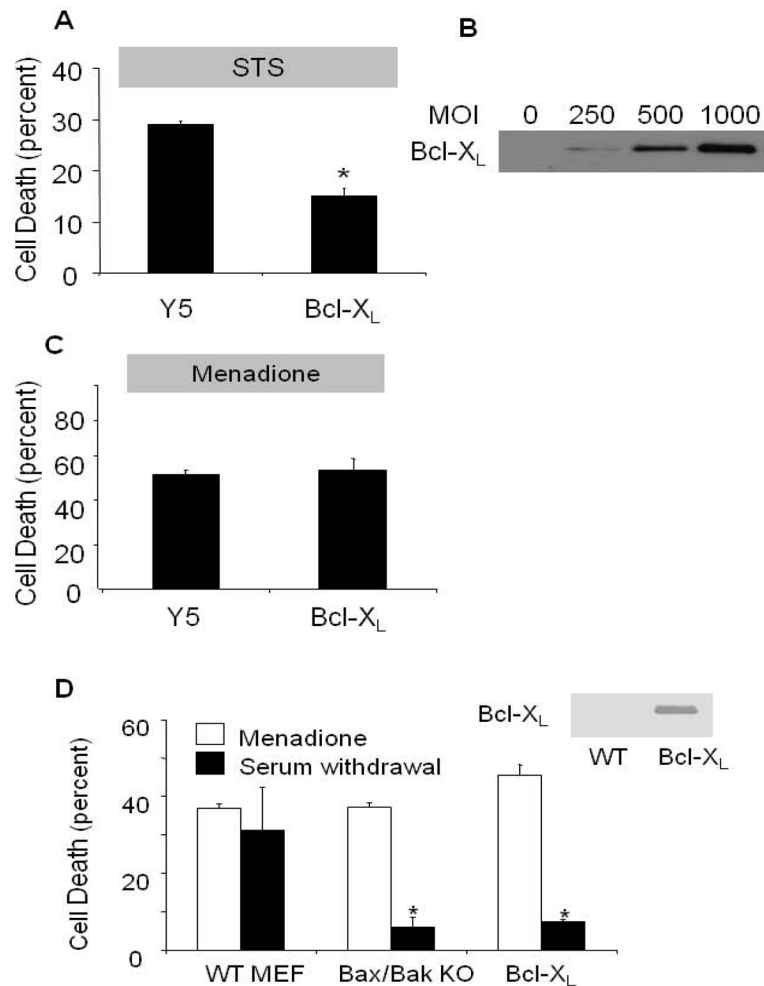 A
STS
Cell Death (percent)
40
30
20
10
0
*
Y5 Bcl-XL
B
MOI 0 250 500 1000
Bcl-XL
C
Menadione
Cell Death (percent)
80
60
40
20
0
Y5 Bcl-XL
D
Cell Death (percent)
60
40
20
0
Menadione
Serum withdrawal
*
*
WT MEF Bax/Bak KO Bcl-XL
Bcl-XL
WT Bcl-XL